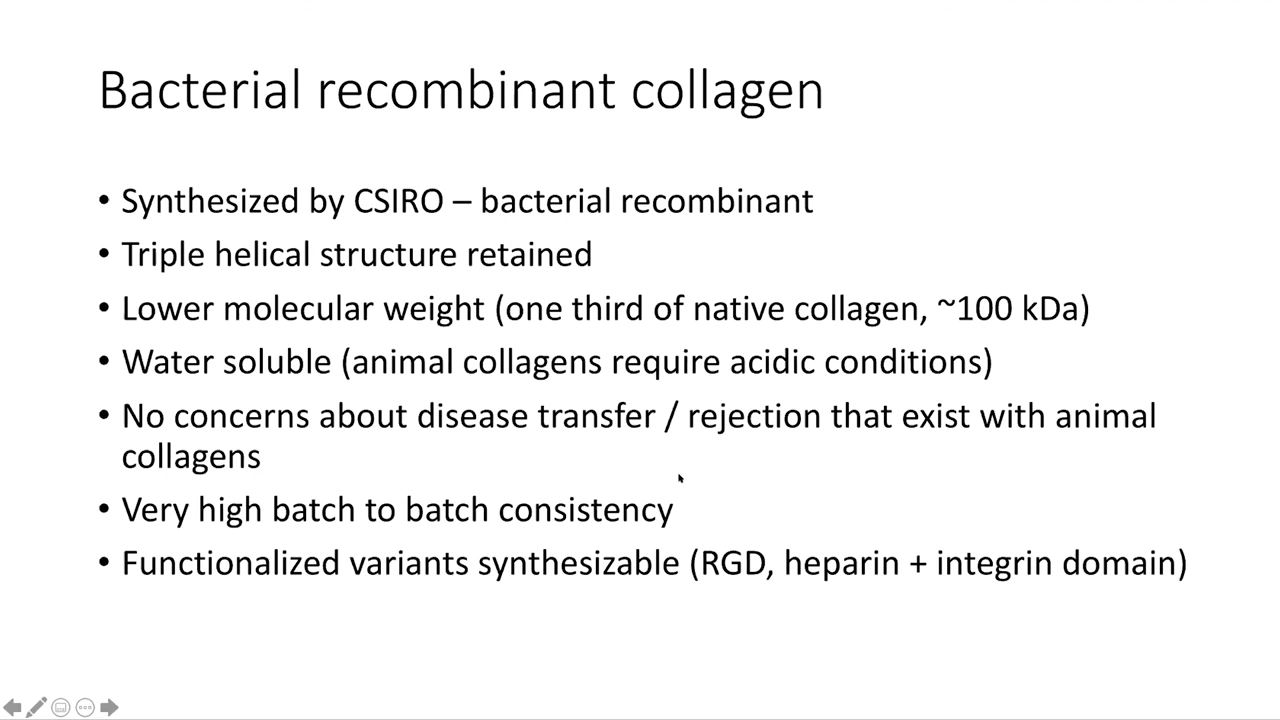 Bacterial recombinant collagen
• Synthesized by CSIRO – bacterial recombinant
• Triple helical structure retained
• Lower molecular weight (one third of native collagen, ~100 kDa)
• Water soluble (animal collagens require acidic conditions)
• No concerns about disease transfer / rejection that exist with animal
collagens
• Very high batch to batch consistency
• Functionalized variants synthesizable (RGD, heparin + integrin domain)